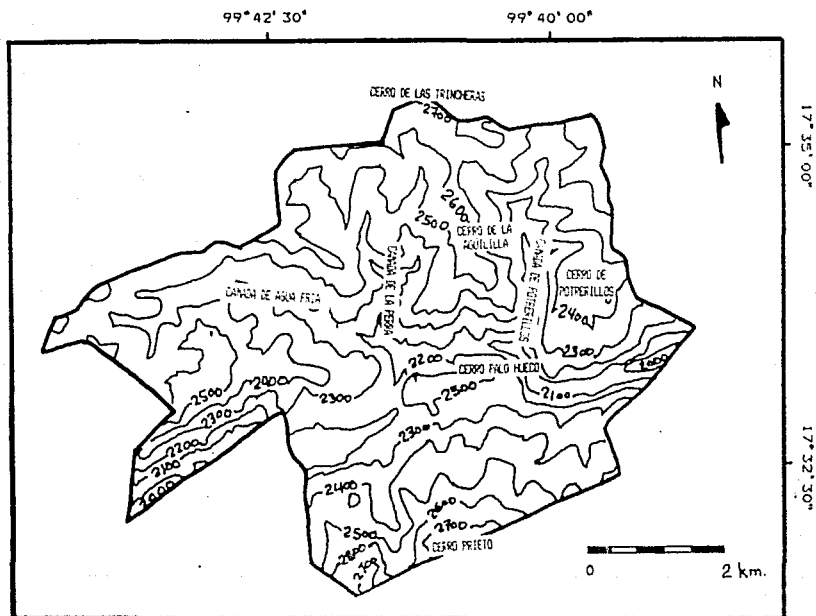 99°42'30"
99°40'00"
CERRO DE LAS TRINCHERAS
2700
N
17°35'00"
2600
2500
CERRO DE LA
AGUILILLA
CAÑADA DE LA PERRA
CAÑADA DE POTRERILLOS
CERRO DE
POTRERILLOS
CAÑADA DE AGUA FRIA
2400
2300
2200
CERRO PALO HUECO
2000
2500
2400
2300
2300
2100
2300
2200
2100
2000
2300
17°32'30"
2400
2600
2500
2700
CERRO PRIETO
2700
0
2 km.